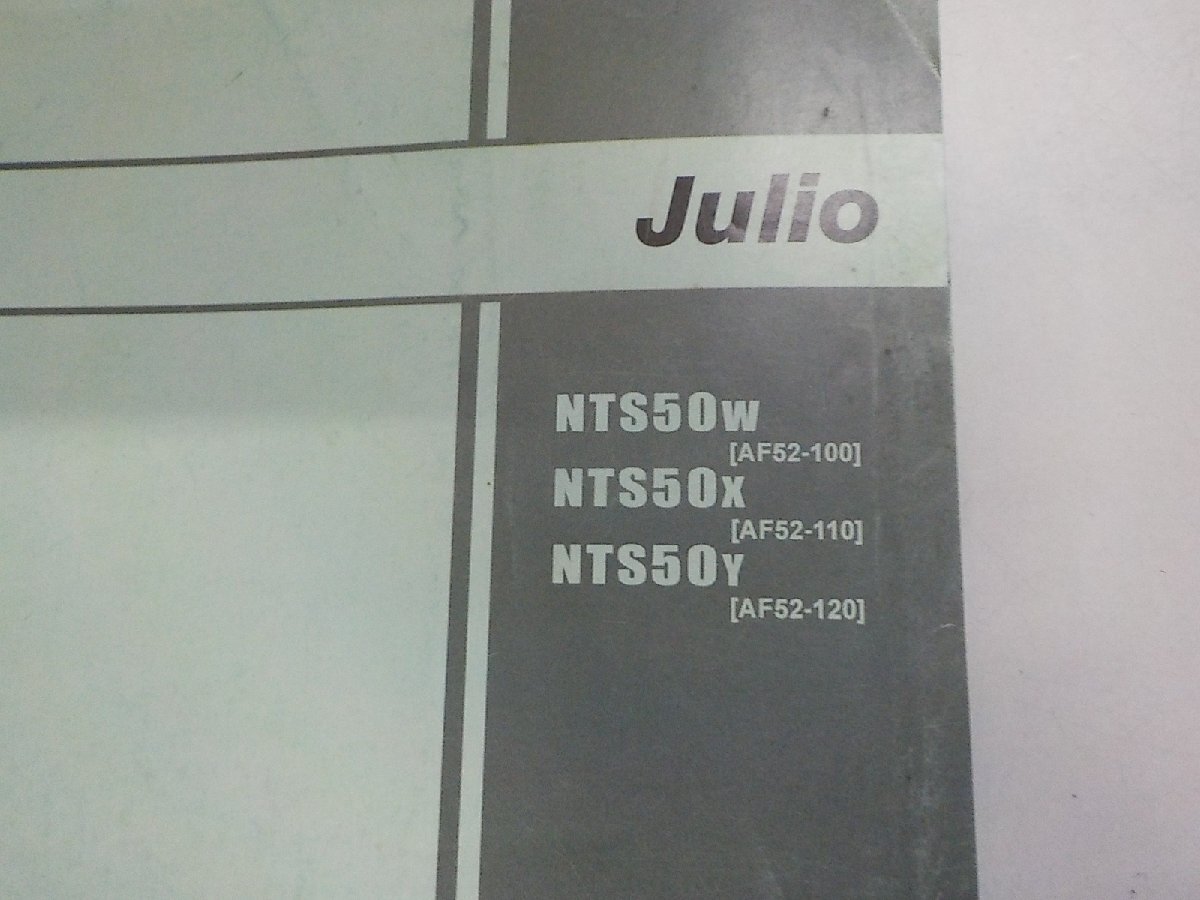 Julio
NTS50W
[AF52-100]
NTS50X
[AF52-110]
NTS50Y
[AF52-120]